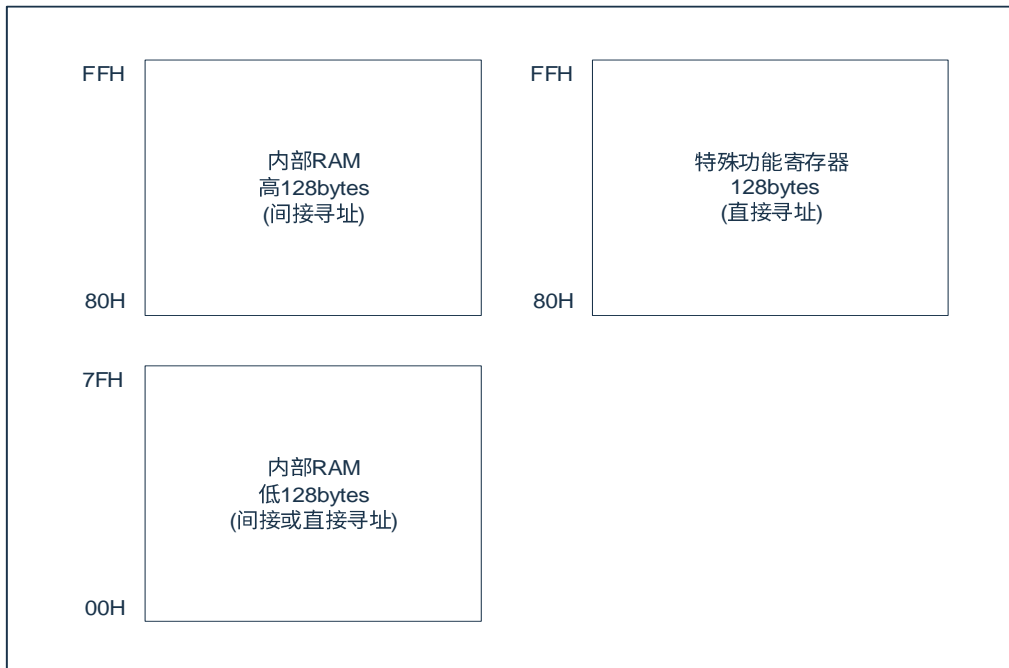 FFH
内部RAM
高128bytes
(间接寻址)
80H
FFH
特殊功能寄存器
128bytes
(直接寻址)
80H
7FH
内部RAM
低128bytes
(间接或直接寻址)
00H